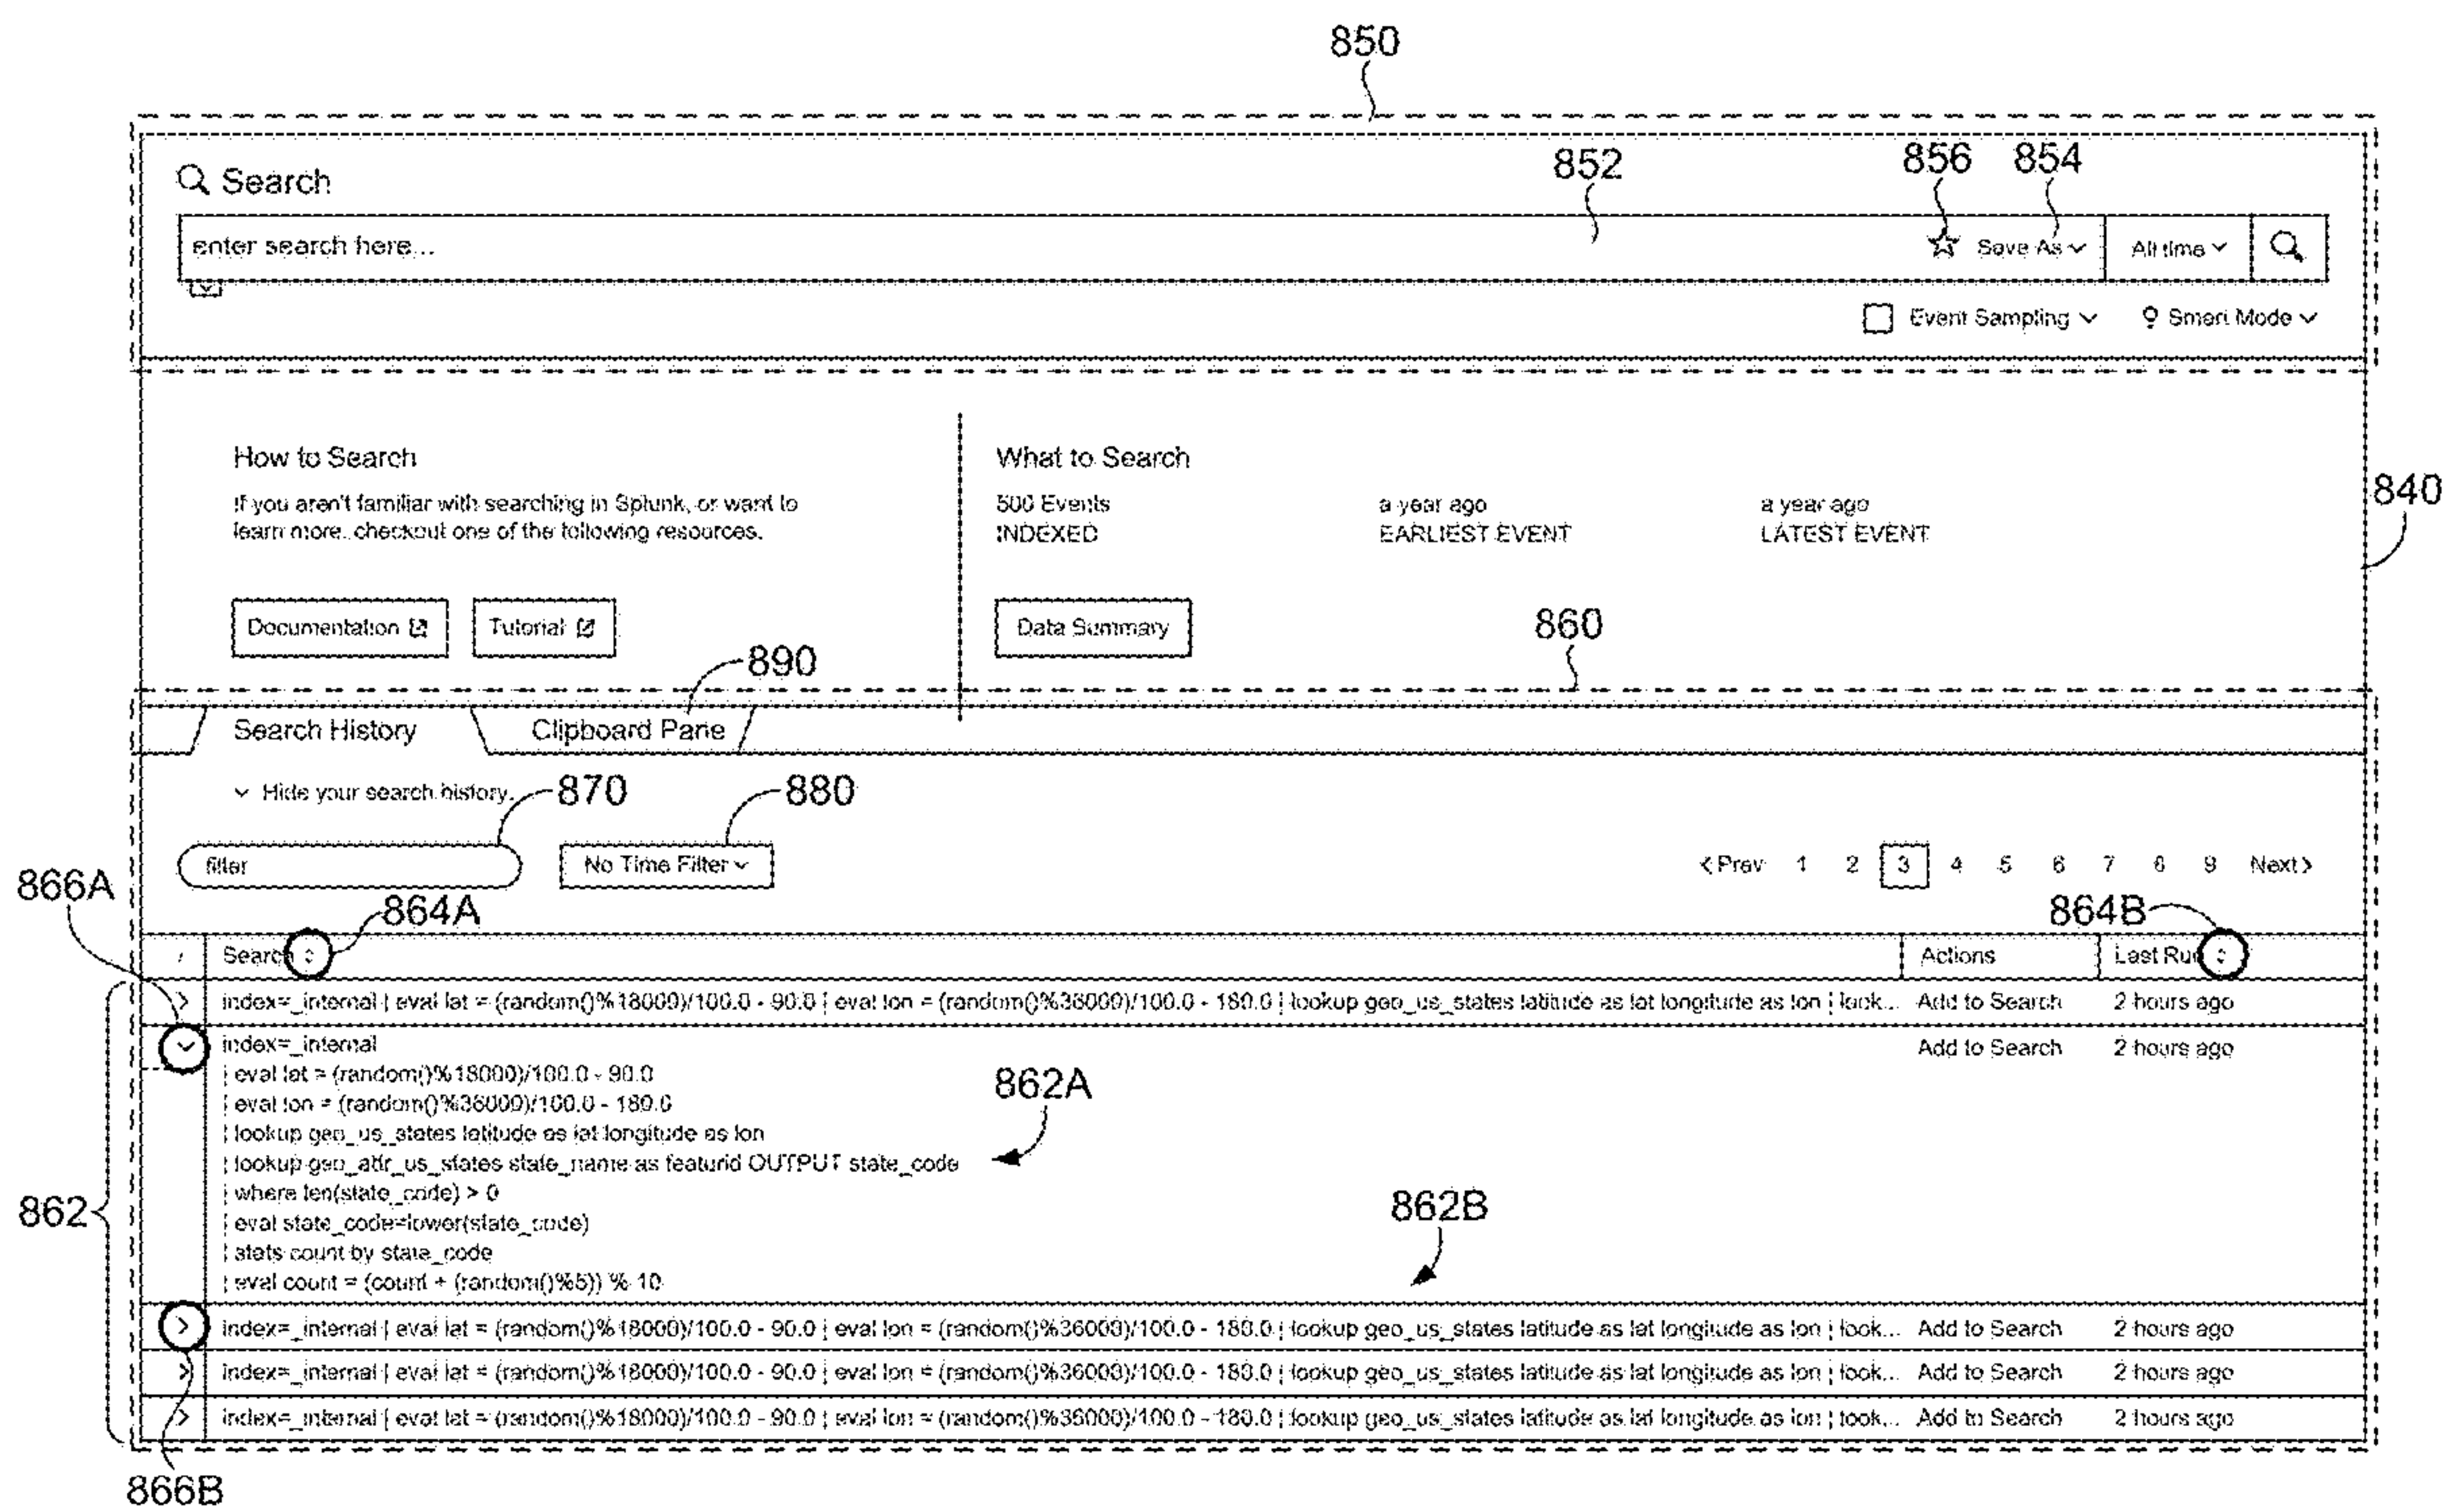 850
852
856 854
Search
enter search here...
Save As
All time
Event Sampling
Smart Mode
840
How to Search
If you aren't familiar with searching in Splunk, or want to
learn more, checkout one of the following resources.
Documentation
Tutorial
What to Search
500 Events
INDEXED
a year ago
EARLIEST EVENT
a year ago
LATEST EVENT
Data Summary
860
890
Search History
Clipboard Pane
Hide your search history.
870
880
filter
No Time Filter
< Prev 1 2 3 4 5 6 7 8 9 Next >
866A
864A
864B
i Search Actions Last Ru
> index=_internal | eval lat = (random()%18000)/100.0 - 90.0 | eval lon = (random()%36000)/100.0 - 180.0 | lookup geo_us_states latitude as lat longitude as lon | look... Add to Search 2 hours ago
index=_internal Add to Search 2 hours ago
| eval lat = (random()%18000)/100.0 - 90.0
| eval lon = (random()%36000)/100.0 - 180.0
| lookup geo_us_states latitude as lat longitude as lon
| lookup geo_attr_us_states state_name as featurid OUTPUT state_code
| where len(state_code) > 0
| eval state_code=lower(state_code)
| stats count by state_code
| eval count = (count + (random()%5)) % 10
862A
862B
862
> index=_internal | eval lat = (random()%18000)/100.0 - 90.0 | eval lon = (random()%36000)/100.0 - 180.0 | lookup geo_us_states latitude as lat longitude as lon | look... Add to Search 2 hours ago
> index=_internal | eval lat = (random()%18000)/100.0 - 90.0 | eval lon = (random()%36000)/100.0 - 180.0 | lookup geo_us_states latitude as lat longitude as lon | look... Add to Search 2 hours ago
> index=_internal | eval lat = (random()%18000)/100.0 - 90.0 | eval lon = (random()%36000)/100.0 - 180.0 | lookup geo_us_states latitude as lat longitude as lon | look... Add to Search 2 hours ago
866B